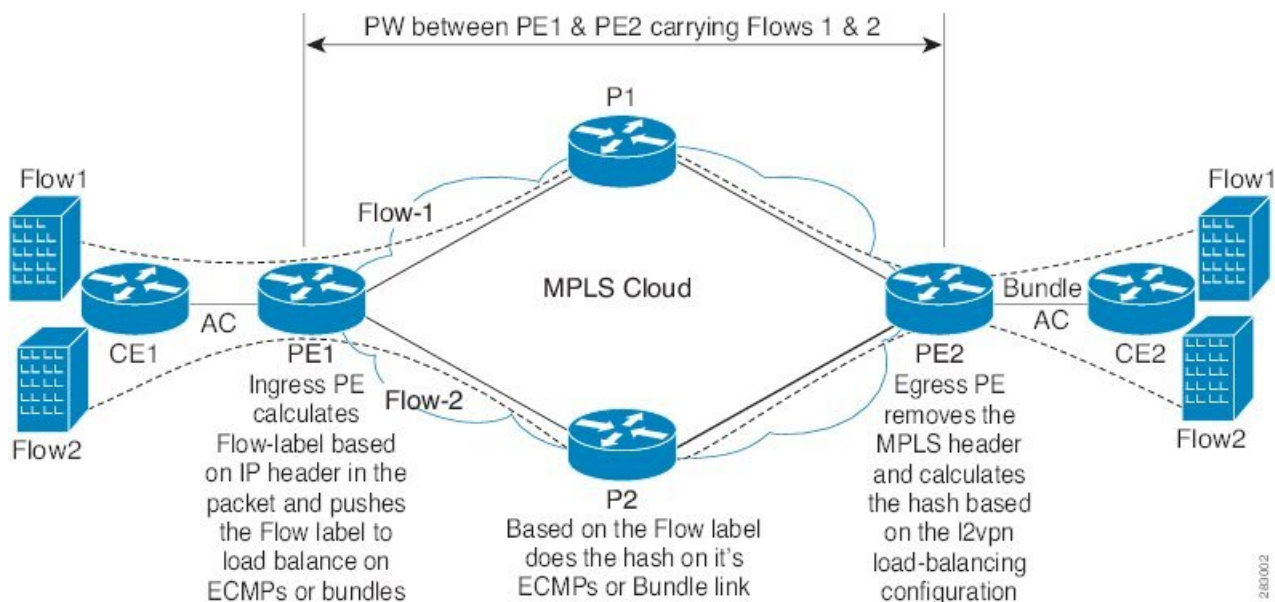 PW between PE1 & PE2 carrying Flows 1 & 2
P1
Flow1
Flow1
Flow-1
MPLS Cloud
Bundle
AC
AC
CE1
PE1
PE2
CE2
Flow-2
Flow2
Flow2
Ingress PE
calculates
Flow-label based
on IP header in the
packet and pushes
the Flow label to
load balance on
ECMPs or bundles
P2
Based on the Flow label
does the hash on it's
ECMPs or Bundle link
Egress PE
removes the
MPLS header
and calculates
the hash based
on the l2vpn
load-balancing
configuration
283002